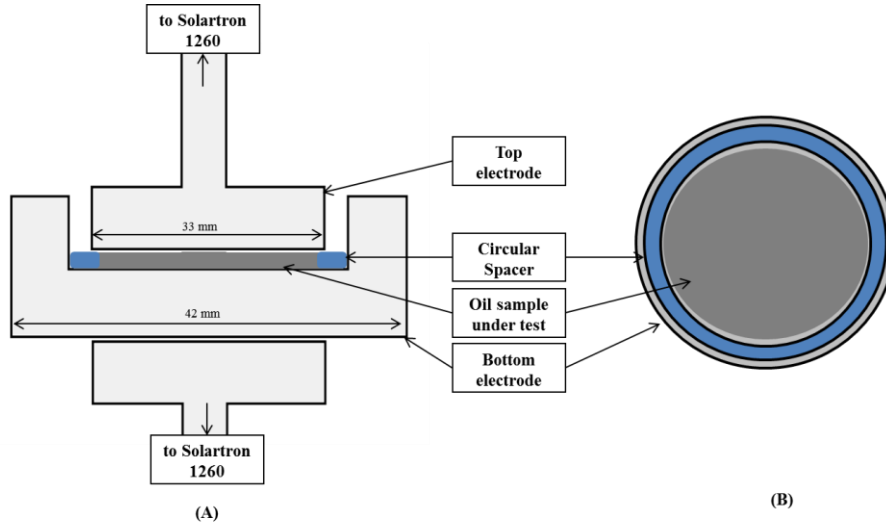 to Solartron
1260
Top
electrode
33 mm
Circular
Spacer
Oil sample
under test
42 mm
Bottom
electrode
to Solartron
1260
(A)
(B)